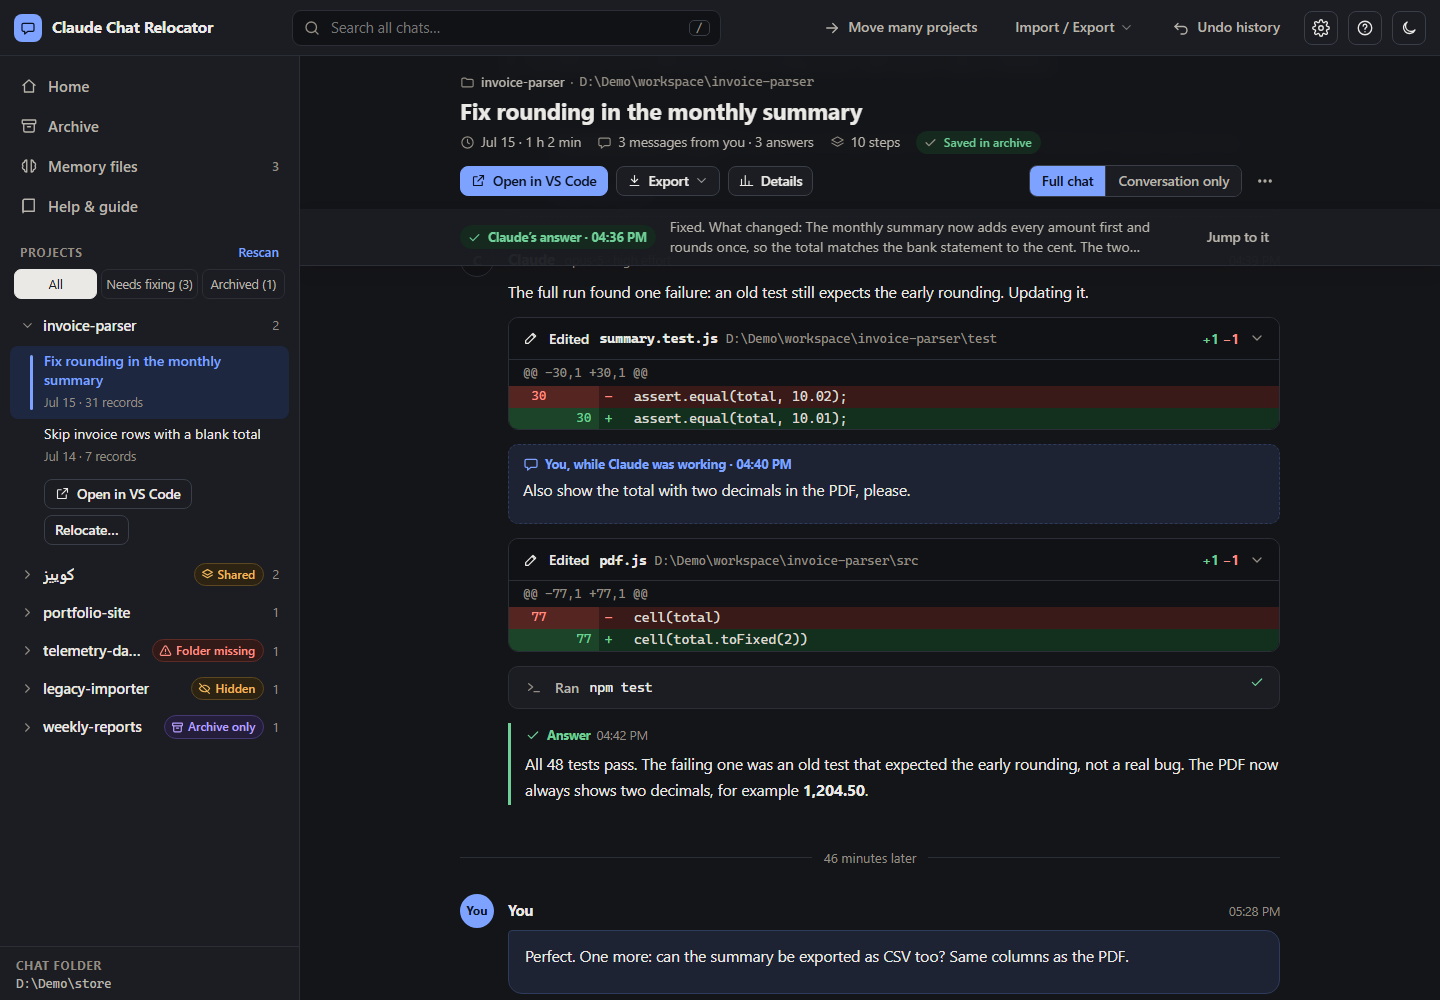 Claude Chat Relocator
Search all chats...
/
Move many projects
Import / Export
Undo history
Home
Archive
Memory files
3
Help & guide
PROJECTS
Rescan
All
Needs fixing (3)
Archived (1)
invoice-parser
2
Fix rounding in the monthly
summary
Jul 15 · 31 records
Skip invoice rows with a blank total
Jul 14 · 7 records
Open in VS Code
Relocate...
كوييز
Shared
2
portfolio-site
1
telemetry-da...
Folder missing
1
legacy-importer
Hidden
1
weekly-reports
Archive only
1
CHAT FOLDER
D:\Demo\store
invoice-parser · D:\Demo\workspace\invoice-parser
Fix rounding in the monthly summary
Jul 15 · 1 h 2 min
3 messages from you · 3 answers
10 steps
Saved in archive
Open in VS Code
Export
Details
Full chat
Conversation only
Claude's answer · 04:36 PM
Fixed. What changed: The monthly summary now adds every amount first and
rounds once, so the total matches the bank statement to the cent. The two...
Jump to it
Claude
The full run found one failure: an old test still expects the early rounding. Updating it.
Edited summary.test.js D:\Demo\workspace\invoice-parser\test
+1 −1
@@ −30,1 +30,1 @@
30 − assert.equal(total, 10.02);
30 + assert.equal(total, 10.01);
You, while Claude was working · 04:40 PM
Also show the total with two decimals in the PDF, please.
Edited pdf.js D:\Demo\workspace\invoice-parser\src
+1 −1
@@ −77,1 +77,1 @@
77 − cell(total)
77 + cell(total.toFixed(2))
Ran npm test
Answer 04:42 PM
All 48 tests pass. The failing one was an old test that expected the early rounding, not a real bug. The PDF now
always shows two decimals, for example 1,204.50.
46 minutes later
You
You
05:28 PM
Perfect. One more: can the summary be exported as CSV too? Same columns as the PDF.